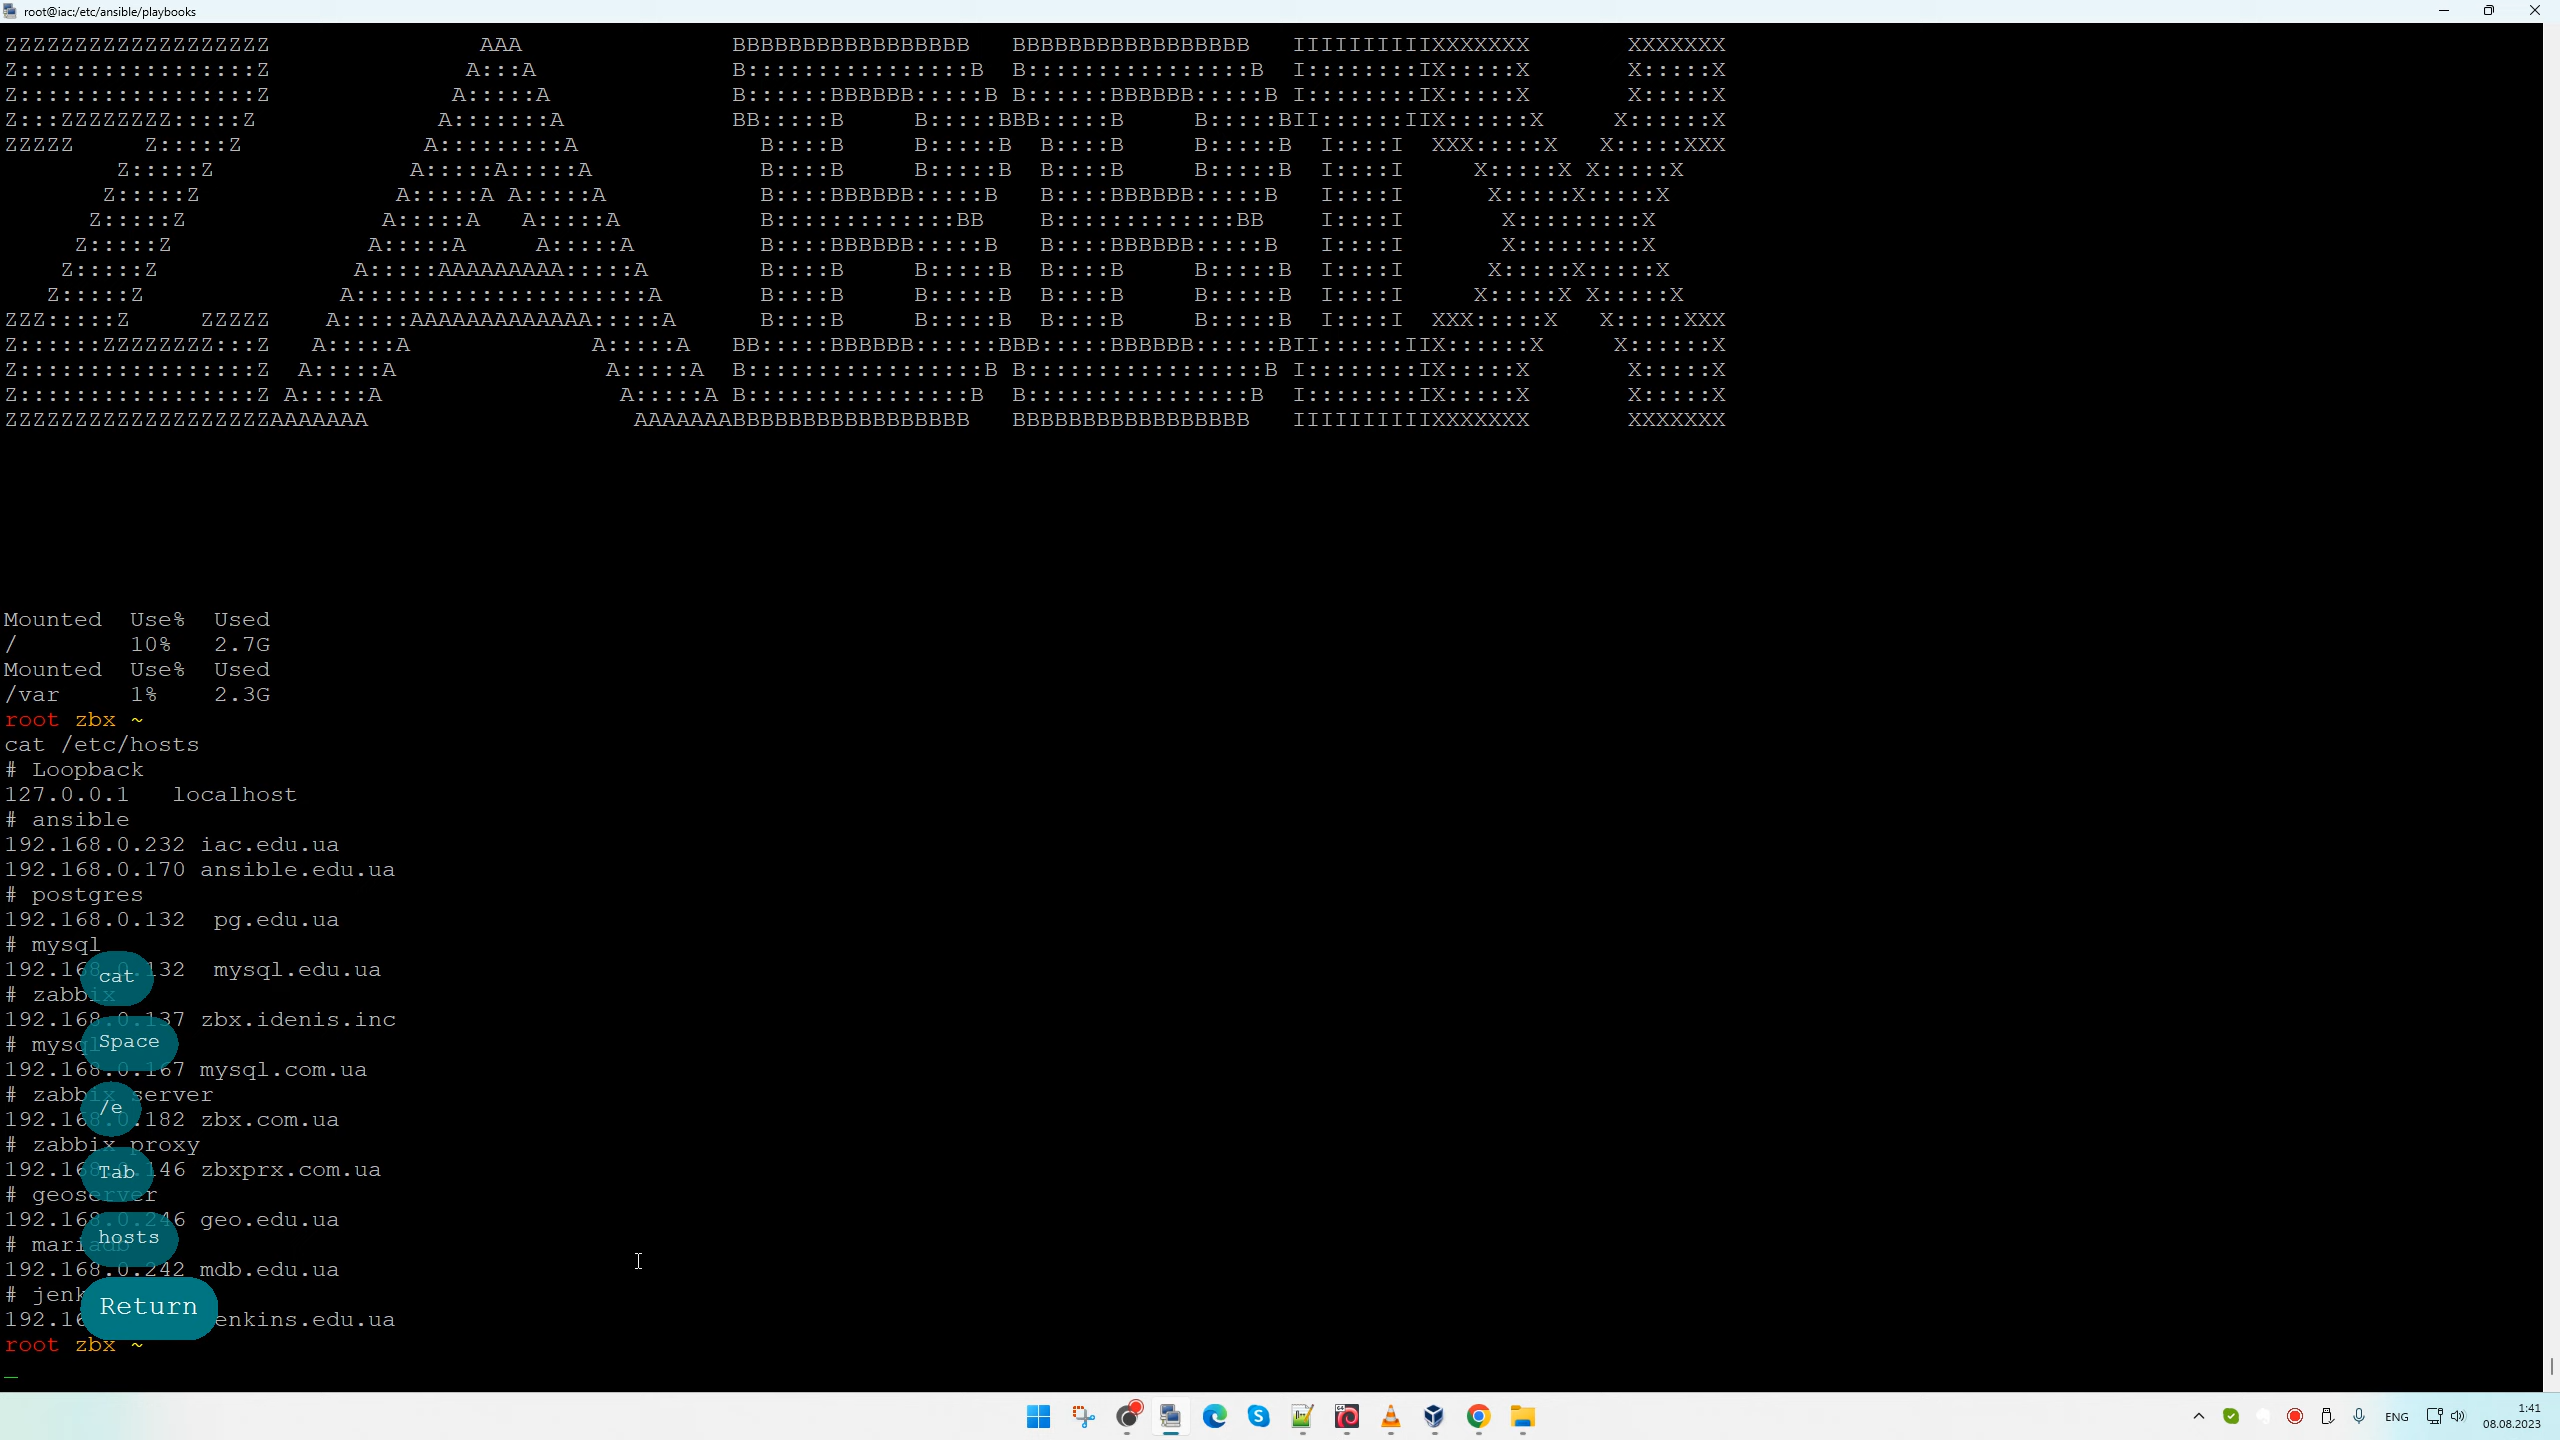 root@iac:/etc/ansible/playbooks
ZABBIX
Mounted  Use%  Used
/        10%   2.7G
Mounted  Use%  Used
/var     1%    2.3G
root zbx ~
cat /etc/hosts
# Loopback
127.0.0.1   localhost
# ansible
192.168.0.232 iac.edu.ua
192.168.0.170 ansible.edu.ua
# postgres
192.168.0.132  pg.edu.ua
# mysql
192.168.0.132  mysql.edu.ua
# zabbix
192.168.0.137 zbx.idenis.inc
# mysql
192.168.0.167 mysql.com.ua
# zabbix server
192.168.0.182 zbx.com.ua
# zabbix proxy
192.168.0.146 zbxprx.com.ua
# geoserver
192.168.0.246 geo.edu.ua
# mariadb
192.168.0.242 mdb.edu.ua
# jenk
192.16 enkins.edu.ua
root zbx ~
cat
Space
/e
Tab
hosts
Return
ENG
1:41
08.08.2023